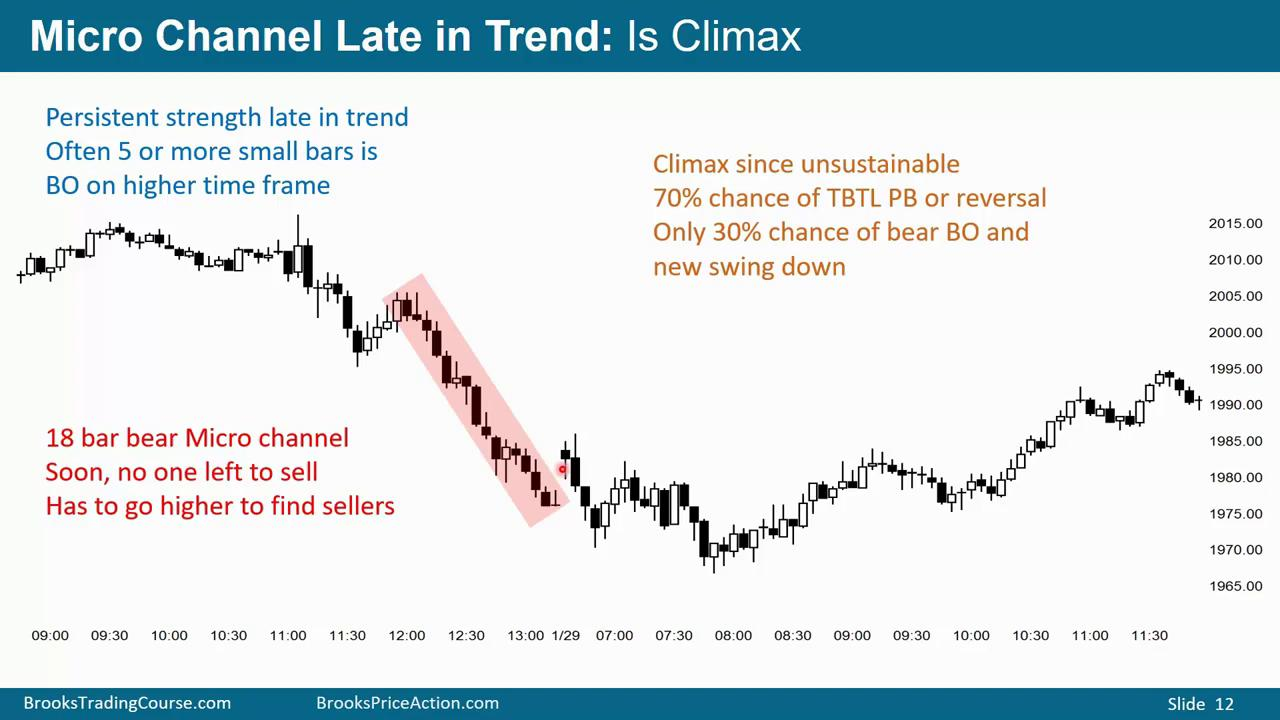 Micro Channel Late in Trend: Is Climax
Persistent strength late in trend
Often 5 or more small bars is
BO on higher time frame
Climax since unsustainable
70% chance of TBTL PB or reversal
Only 30% chance of bear BO and
new swing down
18 bar bear Micro channel
Soon, no one left to sell
Has to go higher to find sellers
2015.00
2010.00
2005.00
2000.00
1995.00
1990.00
1985.00
1980.00
1975.00
1970.00
1965.00
09:00 09:30 10:00 10:30 11:00 11:30 12:00 12:30 13:00 1/29 07:00 07:30 08:00 08:30 09:00 09:30 10:00 10:30 11:00 11:30
BrooksTradingCourse.com BrooksPriceAction.com Slide 12